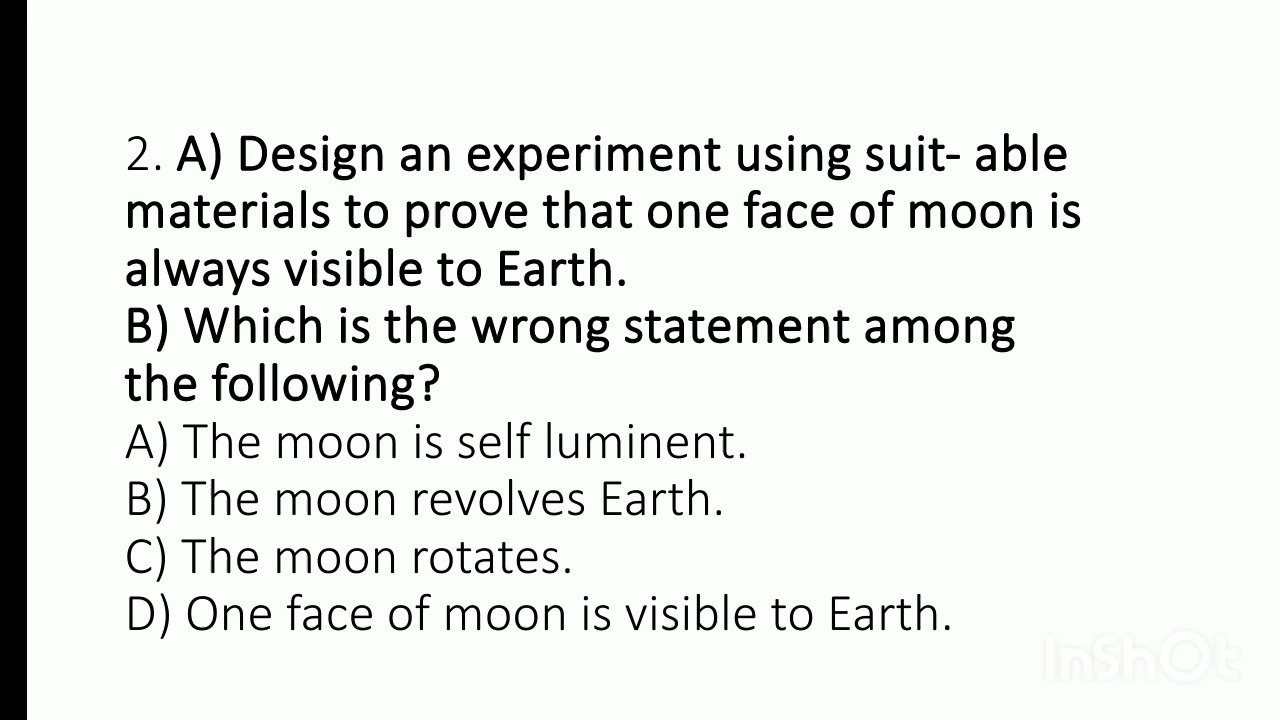 2. A) Design an experiment using suit- able
materials to prove that one face of moon is
always visible to Earth.
B) Which is the wrong statement among
the following?
A) The moon is self luminent.
B) The moon revolves Earth.
C) The moon rotates.
D) One face of moon is visible to Earth.
InShOt